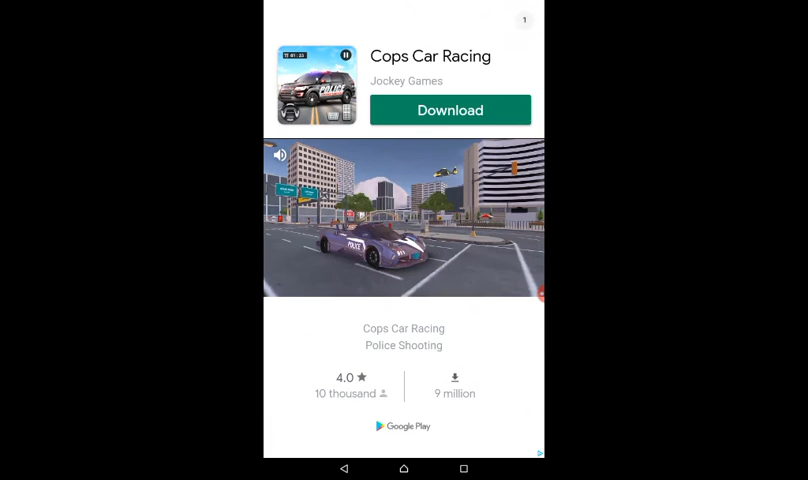 1
Cops Car Racing
Jockey Games
Download
POLICE
POLICE
Cops Car Racing
Police Shooting
4.0
10 thousand
9 million
Google Play